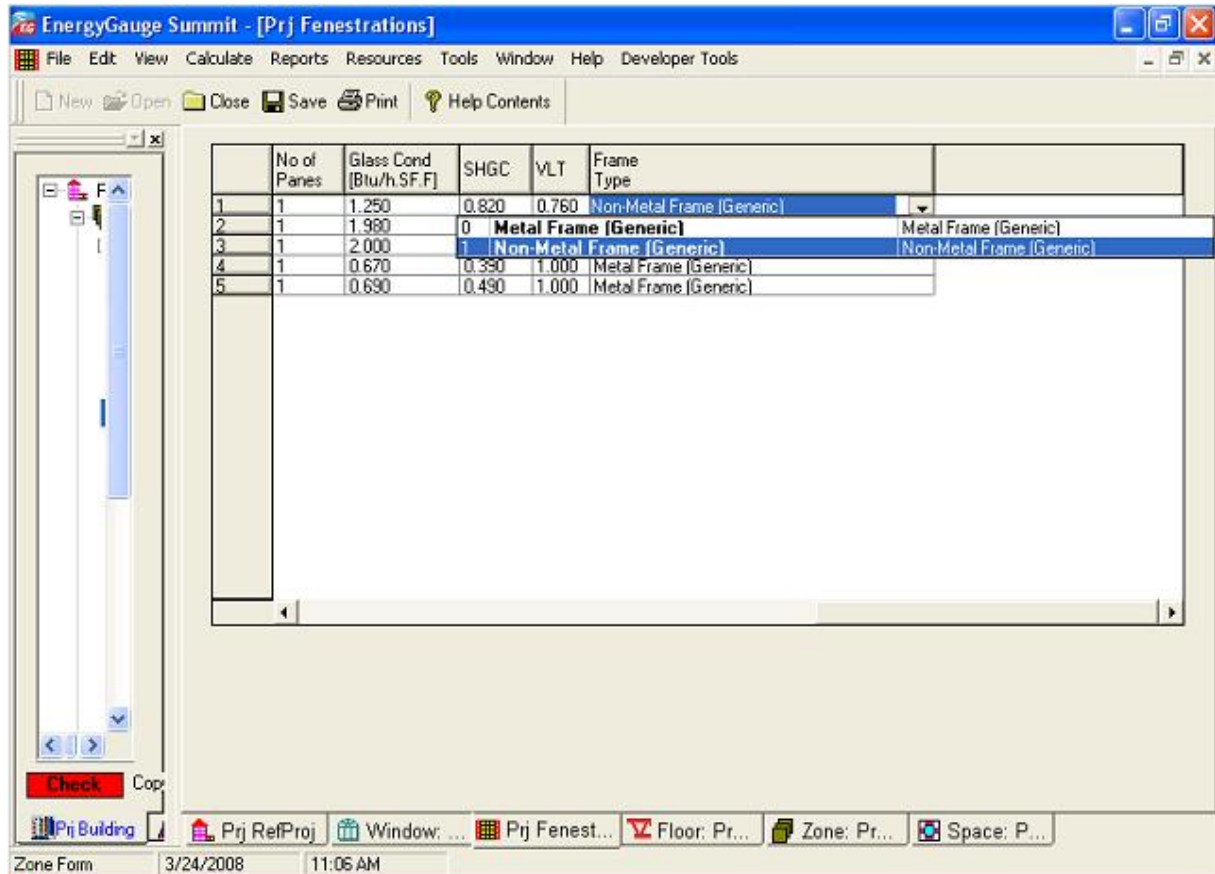 EnergyGauge Summit - [Prj Fenestrations]
File Edit View Calculate Reports Resources Tools Window Help Developer Tools
New Open Close Save Print Help Contents
No of Panes Glass Cond [Btu/h.SF.F] SHGC VLT Frame Type
1 1 1.250 0.820 0.760 Non-Metal Frame (Generic)
2 1 1.980 0 Metal Frame (Generic) Metal Frame (Generic)
3 1 2.000 1 Non-Metal Frame (Generic) Non-Metal Frame (Generic)
4 1 0.670 0.390 1.000 Metal Frame (Generic)
5 1 0.690 0.490 1.000 Metal Frame (Generic)
Check Cop
Prj Building Prj RefProj Window: ... Prj Fenest... Floor: Pr... Zone: Pr... Space: P...
Zone Form 3/24/2008 11:06 AM